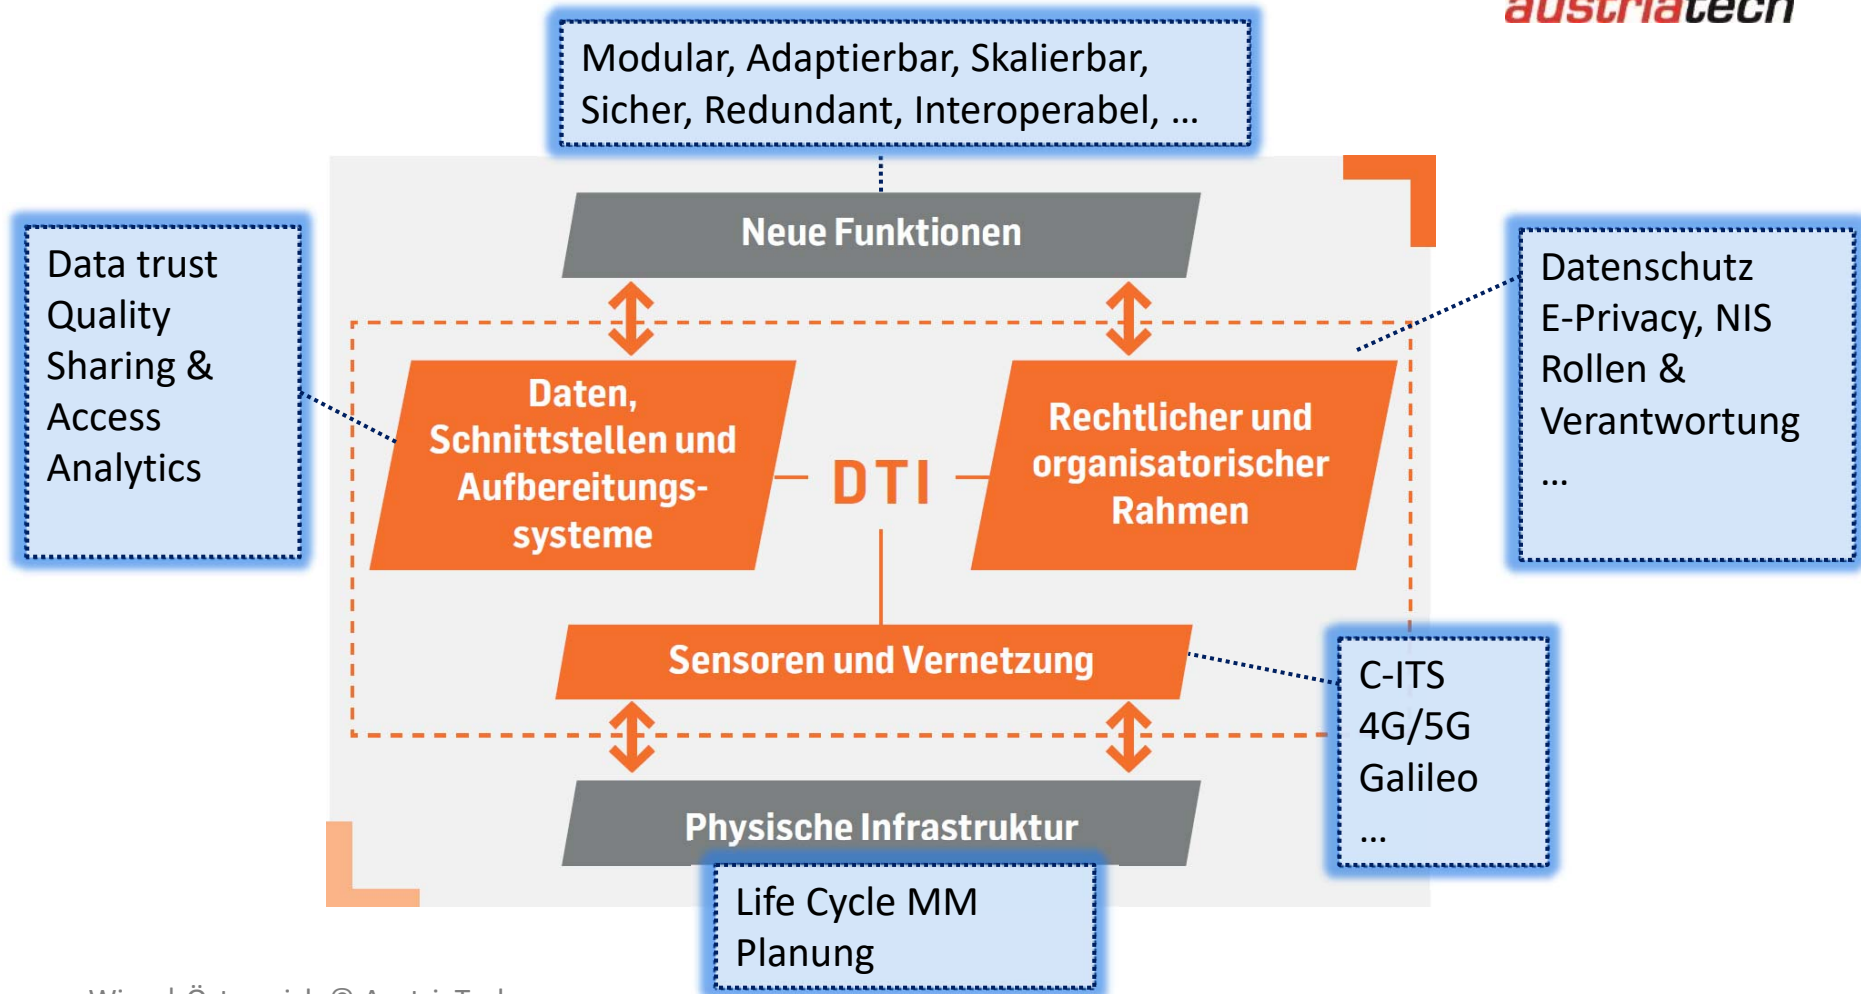 austriatech
Modular, Adaptierbar, Skalierbar,
Sicher, Redundant, Interoperabel, ...
Neue Funktionen
Data trust
Quality
Sharing &
Access
Analytics
Datenschutz
E-Privacy, NIS
Rollen &
Verantwortung
...
Daten,
Schnittstellen und
Aufbereitungs-
systeme
DTI
Rechtlicher und
organisatorischer
Rahmen
Sensoren und Vernetzung
C-ITS
4G/5G
Galileo
...
Physische Infrastruktur
Life Cycle MM
Planung